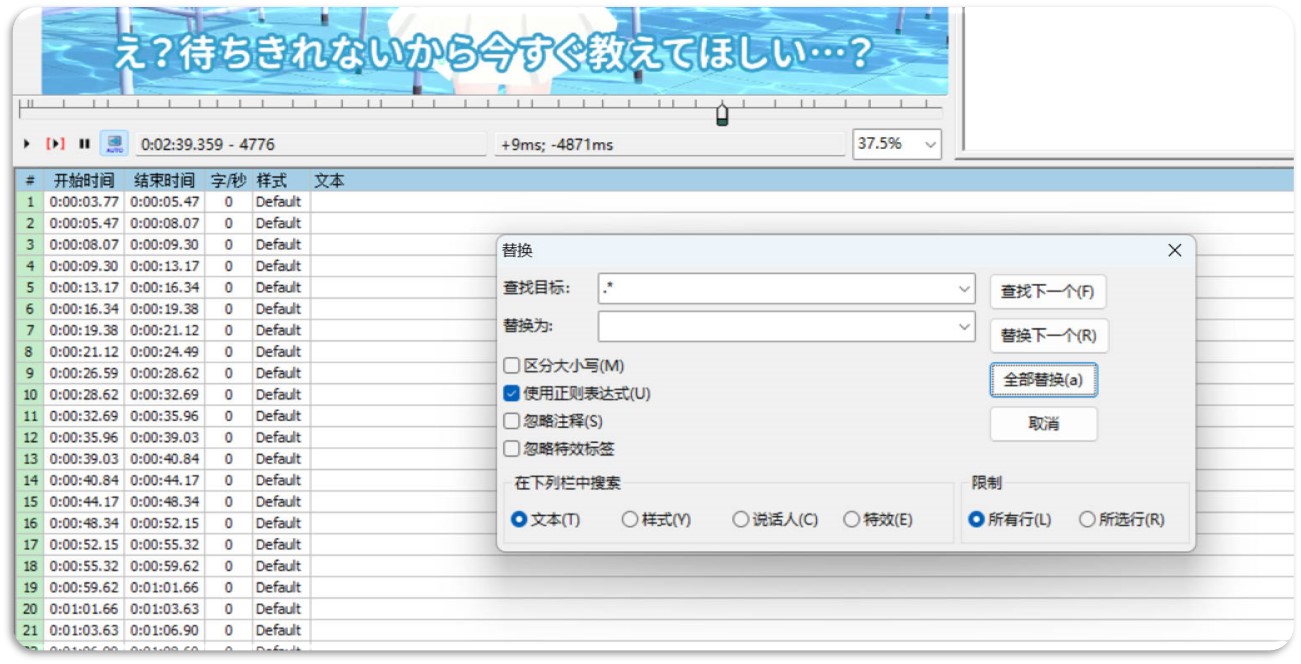 え?待ちきれないから今すぐ教えてほしい…?
AUTO
0:02:39.359 - 4776
+9ms; -4871ms
37.5%
# 开始时间 结束时间 字/秒 样式 文本
1 0:00:03.77 0:00:05.47 0 Default
2 0:00:05.47 0:00:08.07 0 Default
3 0:00:08.07 0:00:09.30 0 Default
4 0:00:09.30 0:00:13.17 0 Default
5 0:00:13.17 0:00:16.34 0 Default
6 0:00:16.34 0:00:19.38 0 Default
7 0:00:19.38 0:00:21.12 0 Default
8 0:00:21.12 0:00:24.49 0 Default
9 0:00:26.59 0:00:28.62 0 Default
10 0:00:28.62 0:00:32.69 0 Default
11 0:00:32.69 0:00:35.96 0 Default
12 0:00:35.96 0:00:39.03 0 Default
13 0:00:39.03 0:00:40.84 0 Default
14 0:00:40.84 0:00:44.17 0 Default
15 0:00:44.17 0:00:48.34 0 Default
16 0:00:48.34 0:00:52.15 0 Default
17 0:00:52.15 0:00:55.32 0 Default
18 0:00:55.32 0:00:59.62 0 Default
19 0:00:59.62 0:01:01.66 0 Default
20 0:01:01.66 0:01:03.63 0 Default
21 0:01:03.63 0:01:06.90 0 Default
替换
查找目标: .*
查找下一个(F)
替换为:
替换下一个(R)
区分大小写(M)
全部替换(a)
使用正则表达式(U)
忽略注释(S)
取消
忽略特效标签
在下列栏中搜索
文本(T) 样式(Y) 说话人(C) 特效(E)
限制
所有行(L) 所选行(R)